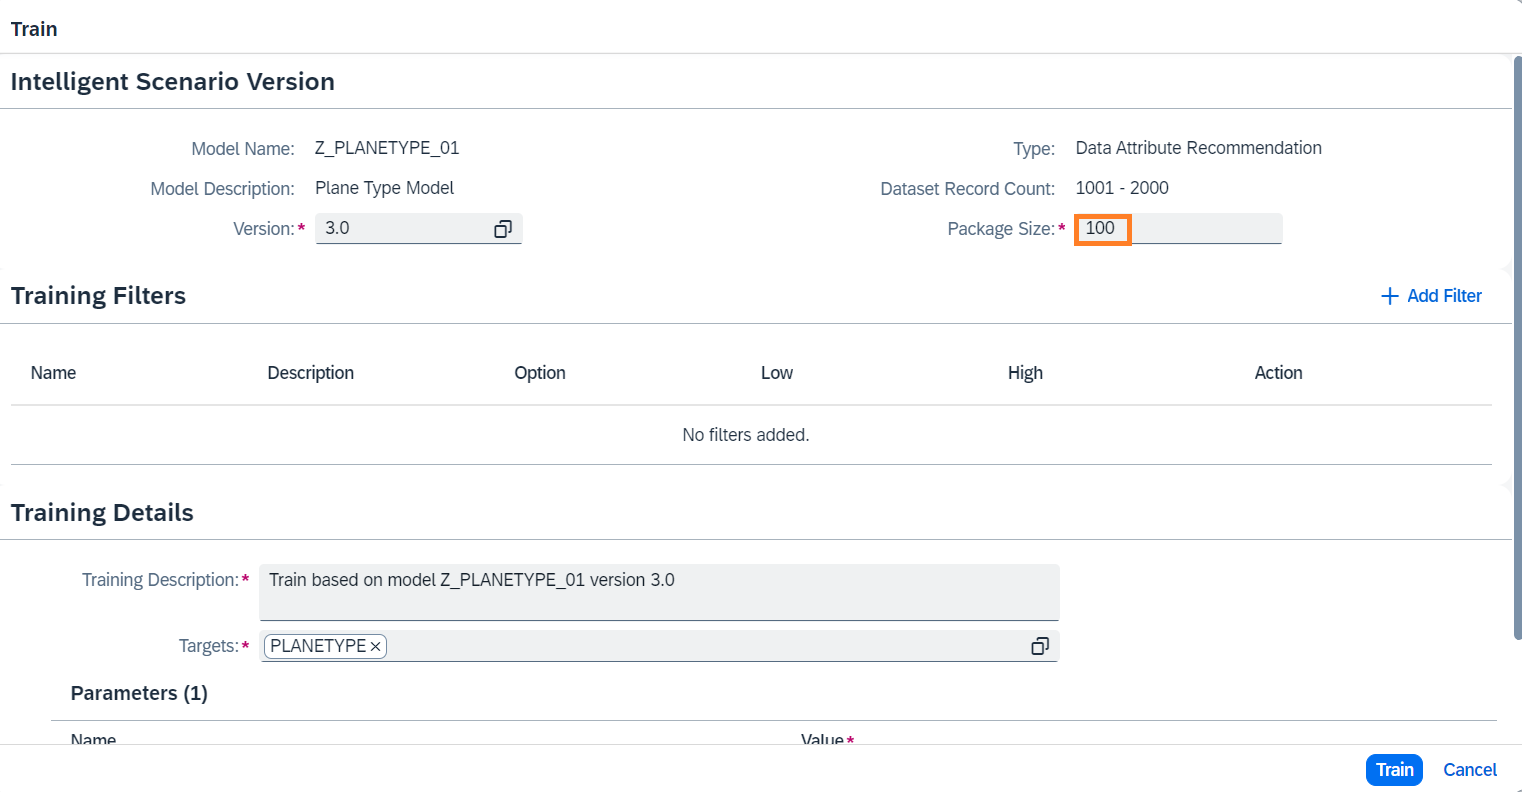 Train
Intelligent Scenario Version
Model Name: Z_PLANETYPE_01
Type: Data Attribute Recommendation
Model Description: Plane Type Model
Dataset Record Count: 1001 - 2000
Version:* 3.0
Package Size:* 100
Training Filters
Add Filter
Name Description Option Low High Action
No filters added.
Training Details
Training Description:* Train based on model Z_PLANETYPE_01 version 3.0
Targets:* PLANETYPE
Parameters (1)
Name Value*
Train Cancel